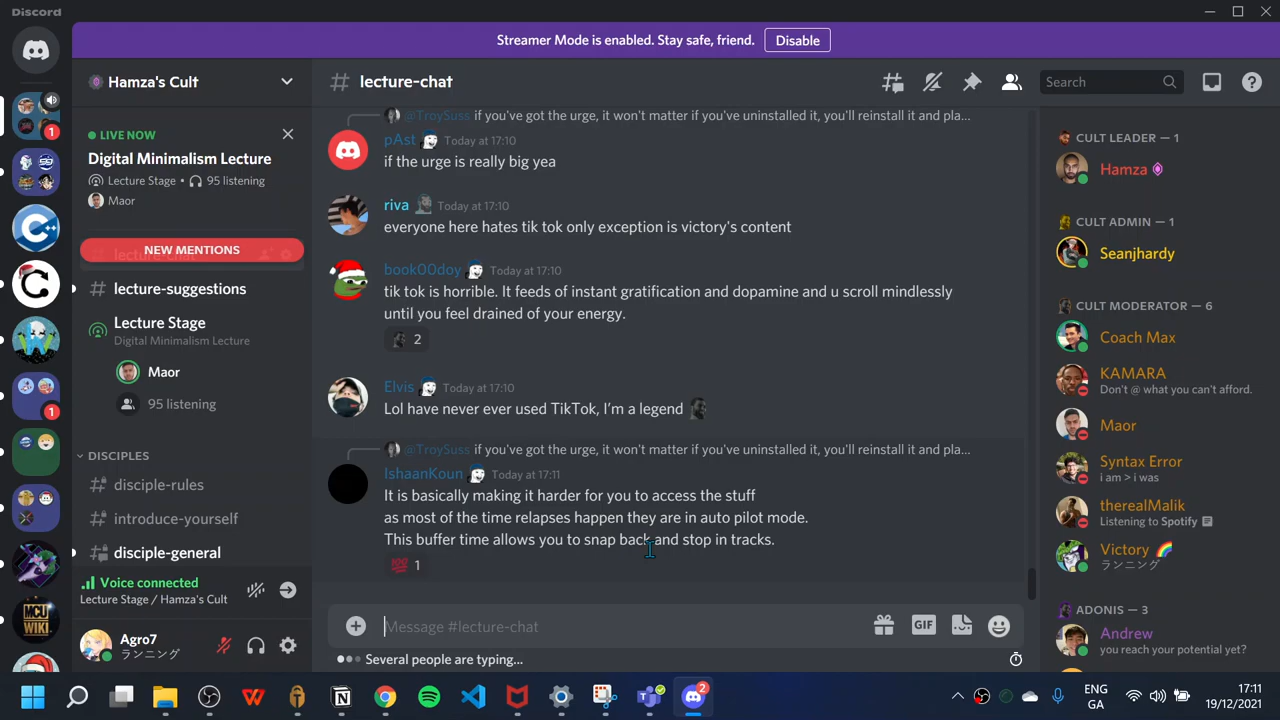 Discord
Streamer Mode is enabled. Stay safe, friend. Disable
Hamza's Cult
LIVE NOW
Digital Minimalism Lecture
Lecture Stage • 95 listening
Maor
NEW MENTIONS
lecture-chat
lecture-suggestions
Lecture Stage
Digital Minimalism Lecture
Maor
95 listening
DISCIPLES
disciple-rules
introduce-yourself
disciple-general
Voice connected
Lecture Stage / Hamza's Cult
Agro7
ランニング
1
1
# lecture-chat
Search
@TroySuss if you've got the urge, it won't matter if you've uninstalled it, you'll reinstall it and pla...
pAst Today at 17:10
if the urge is really big yea
riva Today at 17:10
everyone here hates tik tok only exception is victory's content
book00doy Today at 17:10
tik tok is horrible. It feeds of instant gratification and dopamine and u scroll mindlessly
until you feel drained of your energy.
2
Elvis Today at 17:10
Lol have never ever used TikTok, I'm a legend
@TroySuss if you've got the urge, it won't matter if you've uninstalled it, you'll reinstall it and pla...
IshaanKoun Today at 17:11
It is basically making it harder for you to access the stuff
as most of the time relapses happen they are in auto pilot mode.
This buffer time allows you to snap back and stop in tracks.
100 1
Message #lecture-chat
GIF
Several people are typing...
CULT LEADER — 1
Hamza
CULT ADMIN — 1
Seanjhardy
CULT MODERATOR — 6
Coach Max
KAMARA
Don't @ what you can't afford.
Maor
Syntax Error
i am > i was
therealMalik
Listening to Spotify
Victory
ランニング
ADONIS — 3
Andrew
you reach your potential yet?
MCU
WIKI
2
ENG
GA
17:11
19/12/2021